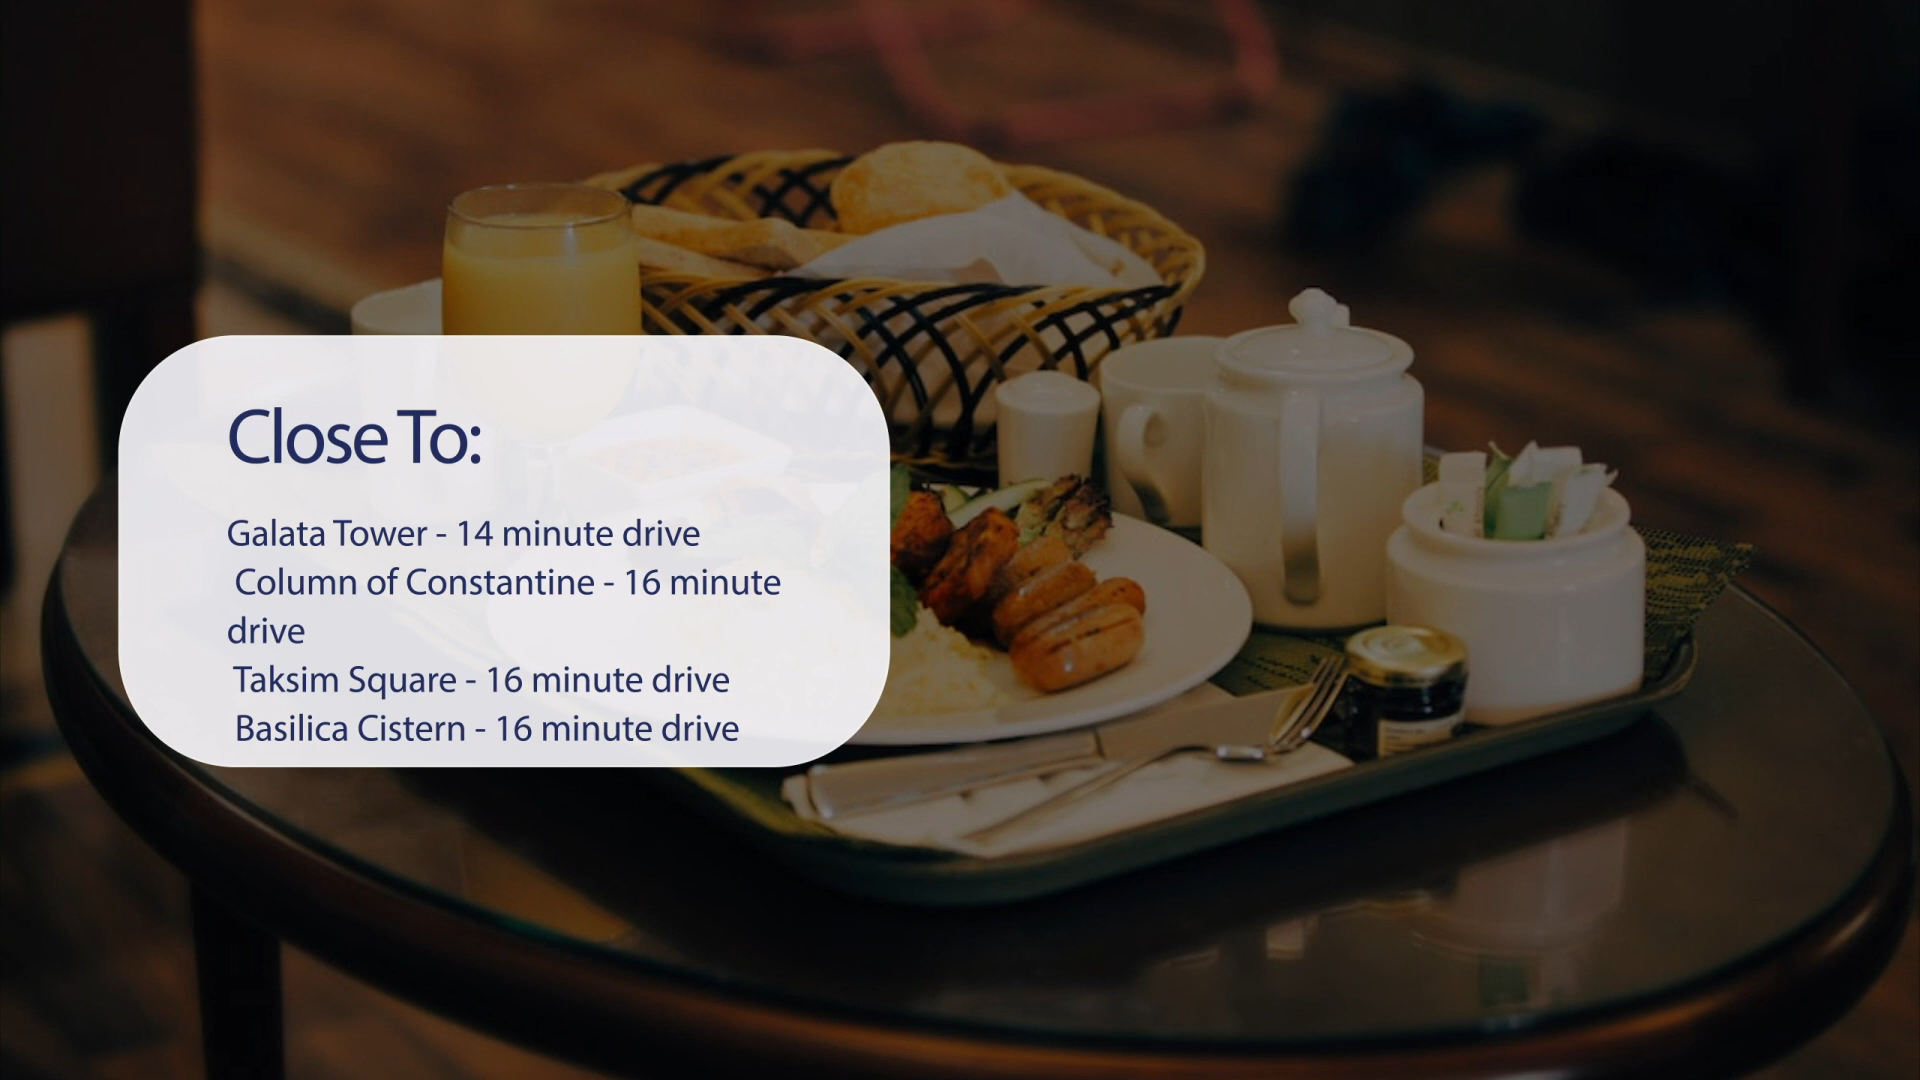 Close To:
Galata Tower - 14 minute drive
Column of Constantine - 16 minute
drive
Taksim Square - 16 minute drive
Basilica Cistern - 16 minute drive